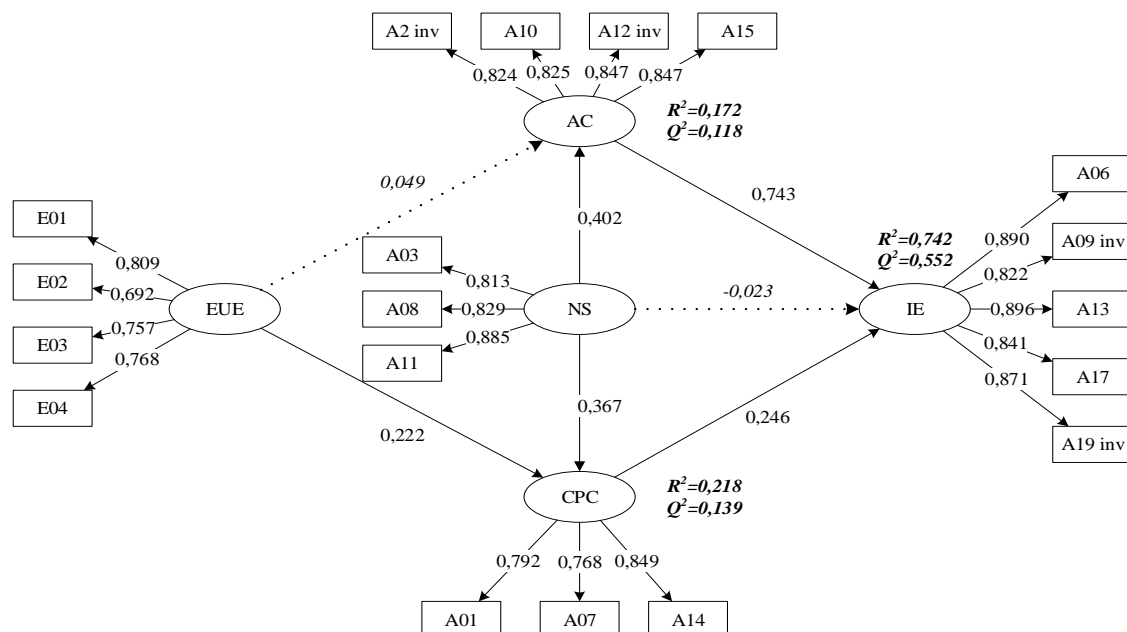 A2 inv
A10
A12 inv
A15
0,824
0,825
0,847
0,847
AC
R²=0,172
Q²=0,118
0,049
0,743
A06
E01
0,402
R²=0,742
Q²=0,552
0,890
A09 inv
0,809
A03
0,813
0,822
E02
0,692
EUE
A08
0,829
NS
-0,023
IE
0,896
A13
E03
0,757
A11
0,885
0,841
0,768
0,871
A17
E04
0,367
0,222
0,246
A19 inv
CPC
R²=0,218
Q²=0,139
0,792
0,768
0,849
A01
A07
A14